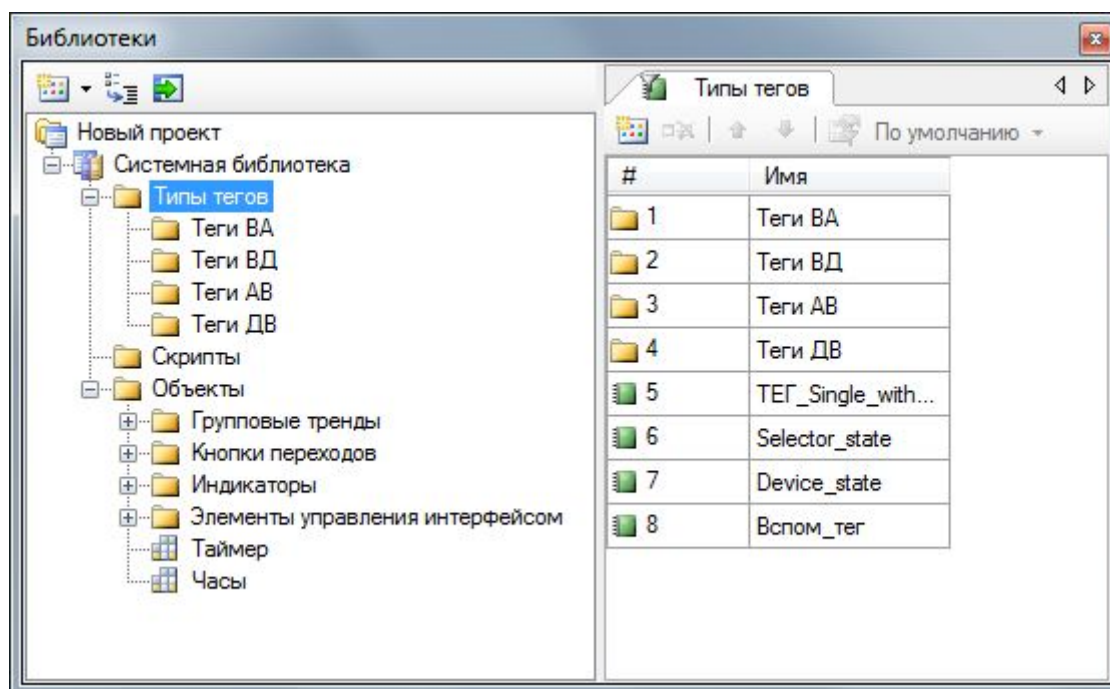 Библиотеки
Новый проект
Системная библиотека
Типы тегов
Теги ВА
Теги ВД
Теги АВ
Теги ДВ
Скрипты
Объекты
Групповые тренды
Кнопки переходов
Индикаторы
Элементы управления интерфейсом
Таймер
Часы
Типы тегов
По умолчанию
# Имя
1 Теги ВА
2 Теги ВД
3 Теги АВ
4 Теги ДВ
5 ТЕГ_Single_with...
6 Selector_state
7 Device_state
8 Вспом_тег